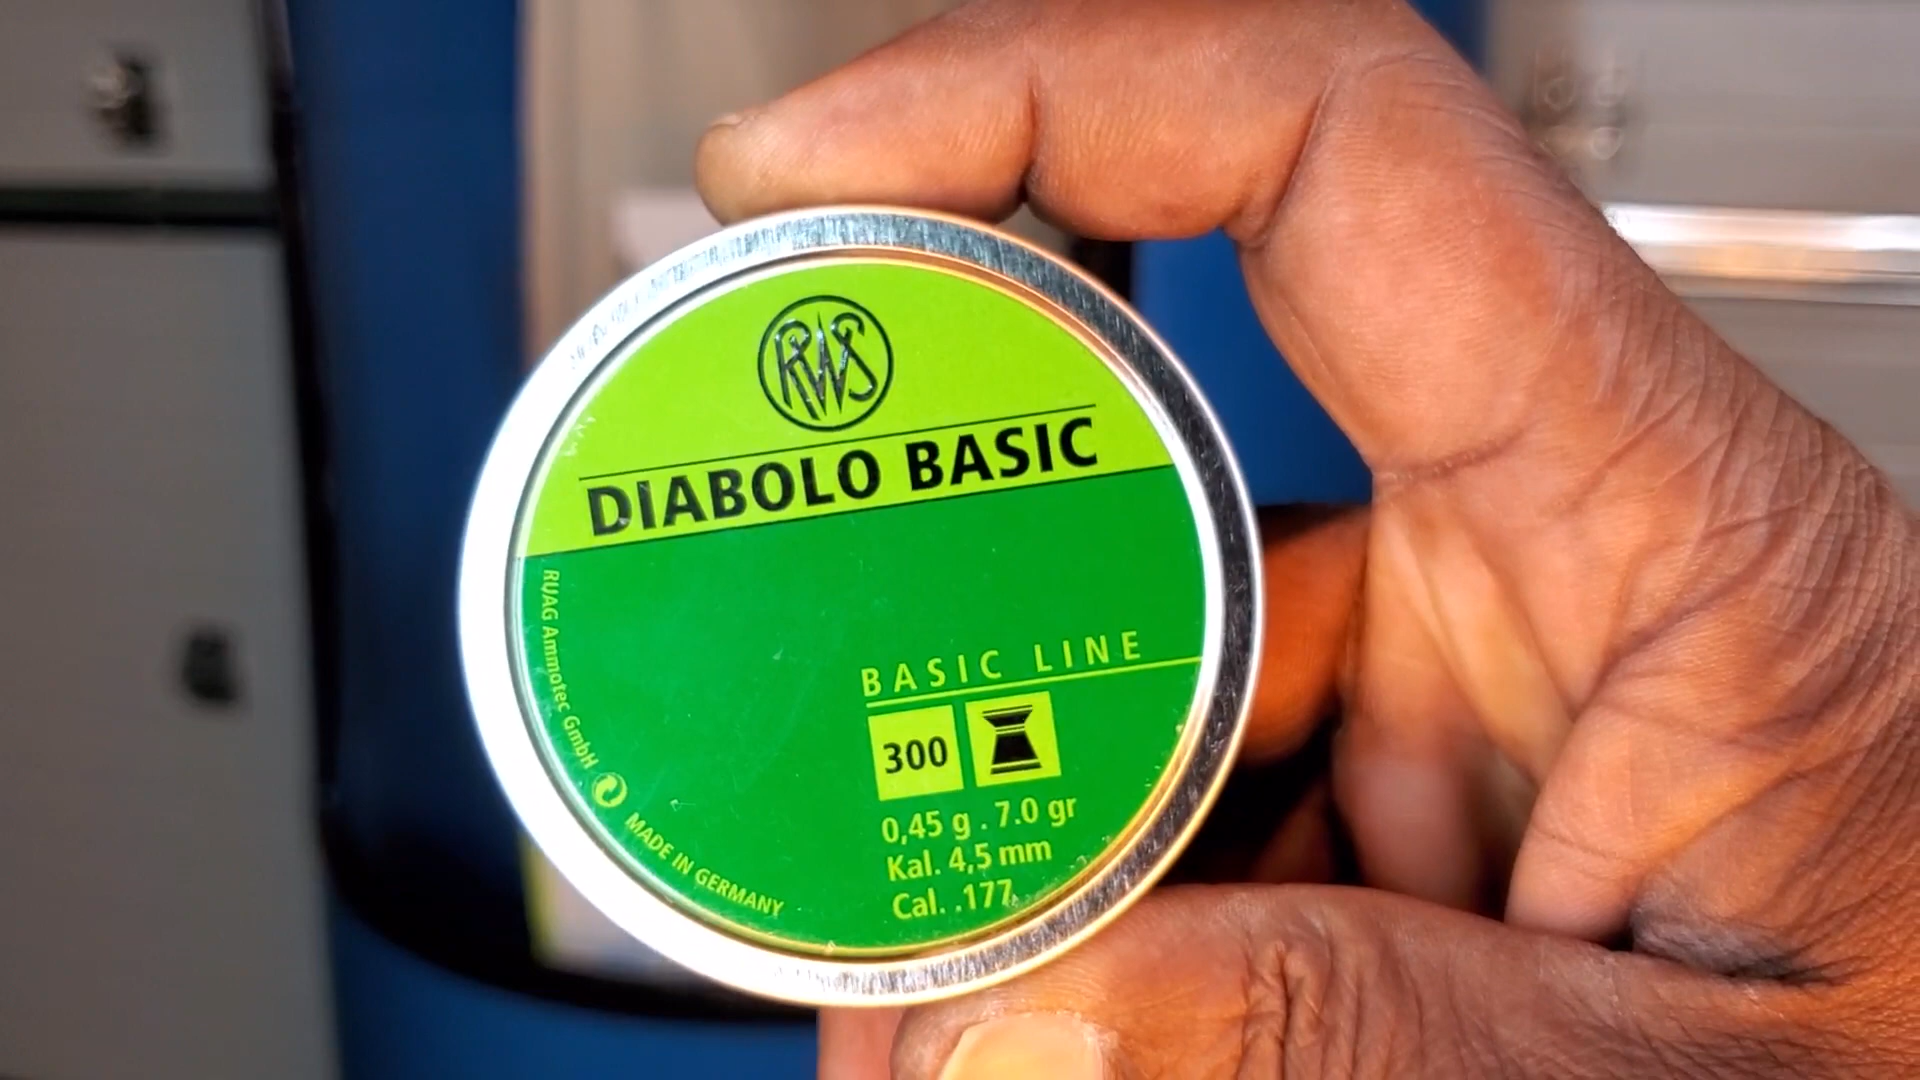 RWS
DIABOLO BASIC
BASIC LINE
300
0,45 g . 7.0 gr
Kal. 4,5 mm
Cal. .177
RUAG Ammotec GmbH
MADE IN GERMANY